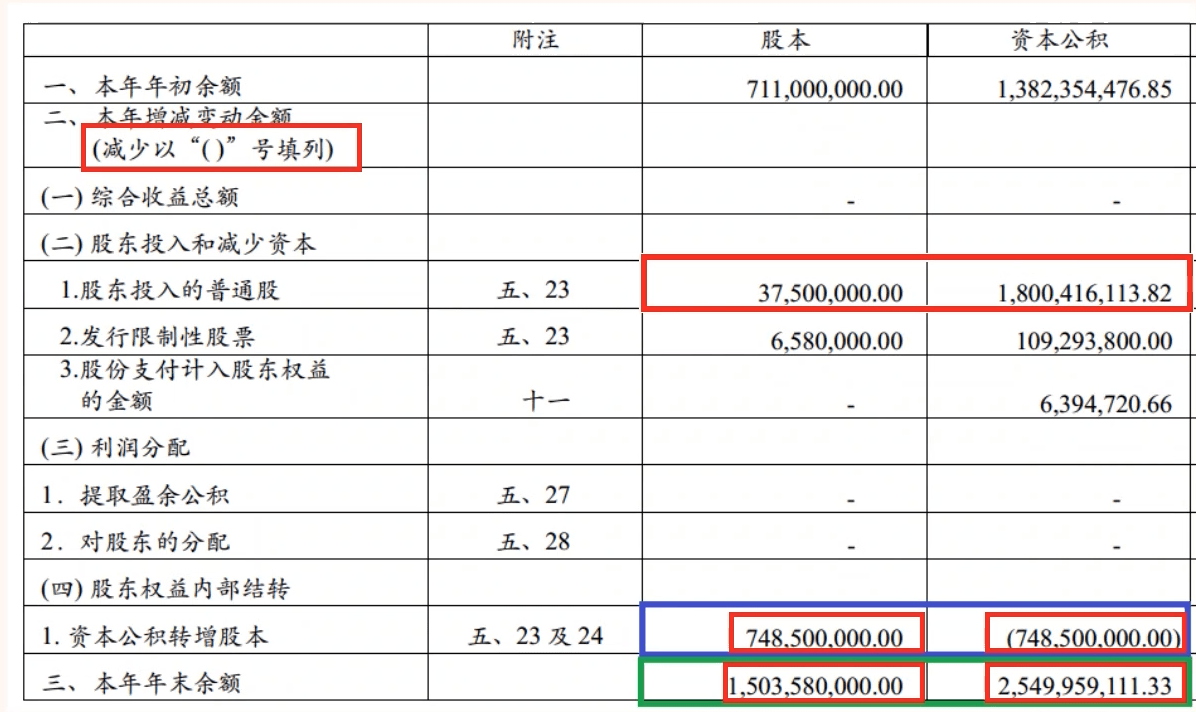 附注 股本 资本公积
一、本年年初余额 711,000,000.00 1,382,354,476.85
二、本年增减变动金额
(减少以“( )”号填列)
(一) 综合收益总额 - -
(二) 股东投入和减少资本
1.股东投入的普通股 五、23 37,500,000.00 1,800,416,113.82
2.发行限制性股票 五、23 6,580,000.00 109,293,800.00
3.股份支付计入股东权益
的金额 十一 - 6,394,720.66
(三) 利润分配
1. 提取盈余公积 五、27 - -
2. 对股东的分配 五、28 - -
(四) 股东权益内部结转
1. 资本公积转增股本 五、23 及 24 748,500,000.00 (748,500,000.00)
三、本年年末余额 1,503,580,000.00 2,549,959,111.33